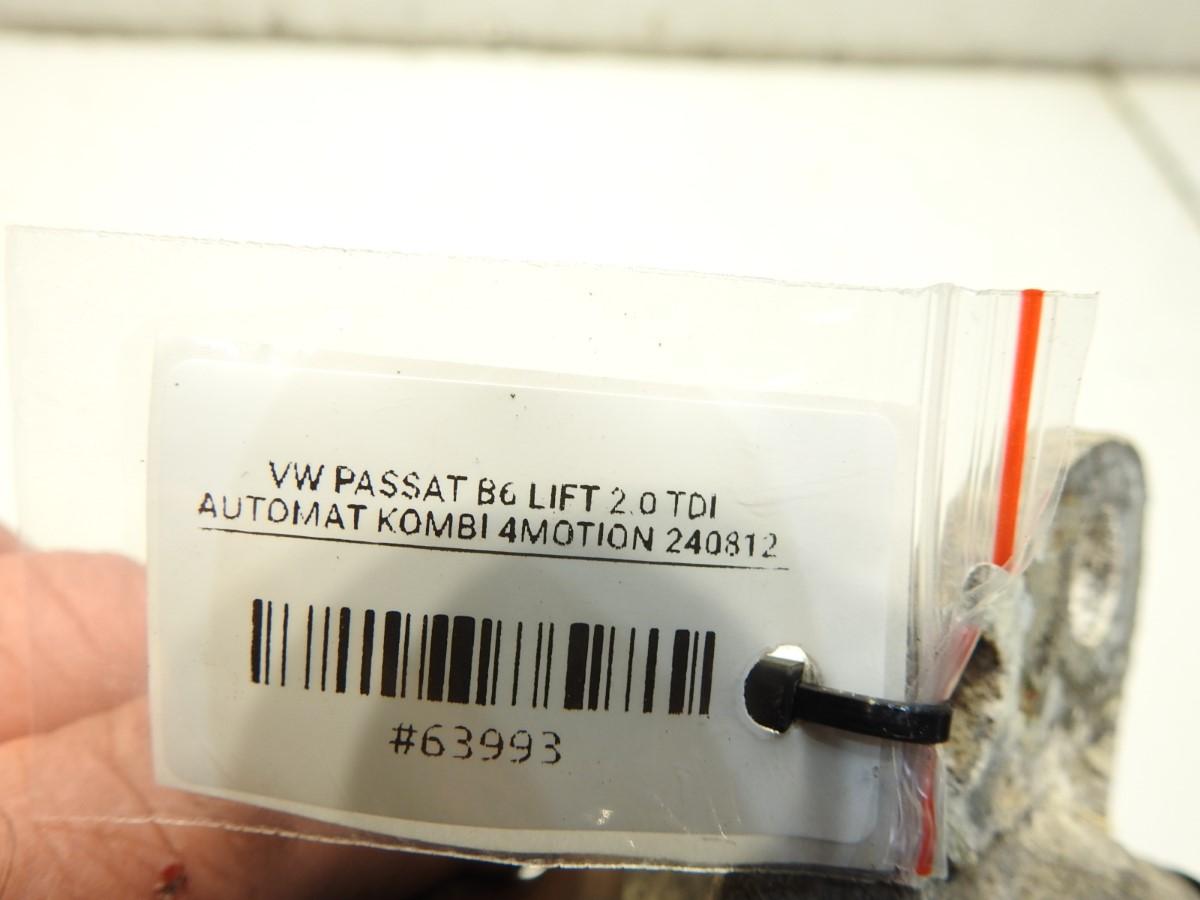 VW PASSAT B6 LIFT 2.0 TDI
AUTOMAT KOMBI 4MOTION 240812
#63993